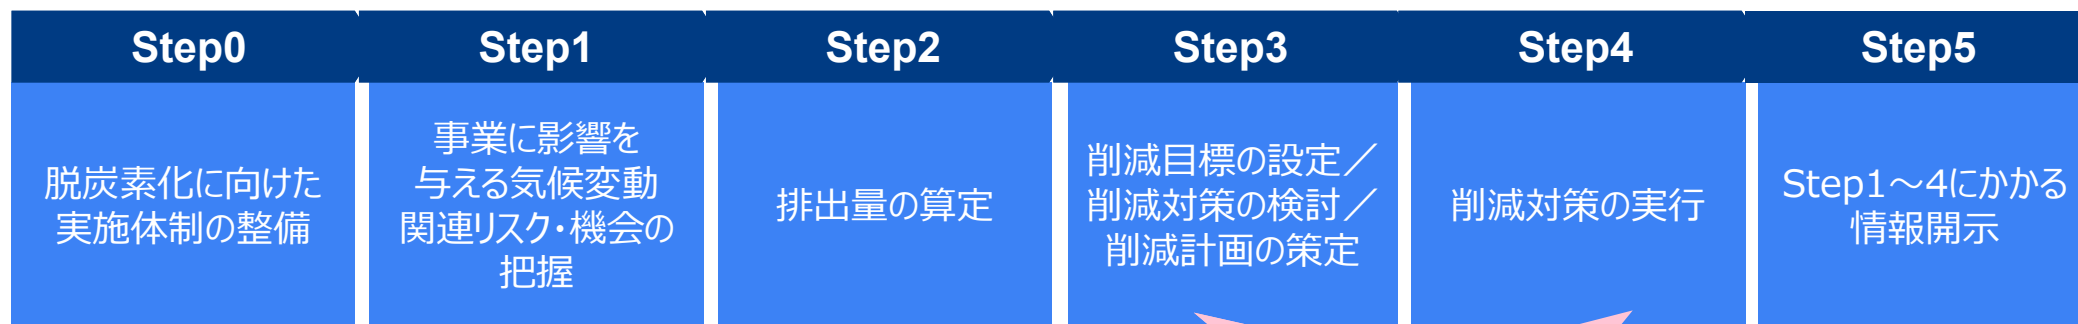 Step0
Step1
Step2
Step3
Step4
Step5
脱炭素化に向けた
実施体制の整備
事業に影響を
与える気候変動
関連リスク・機会の
把握
排出量の算定
削減目標の設定／
削減対策の検討／
削減計画の策定
削減対策の実行
Step1～4にかかる
情報開示